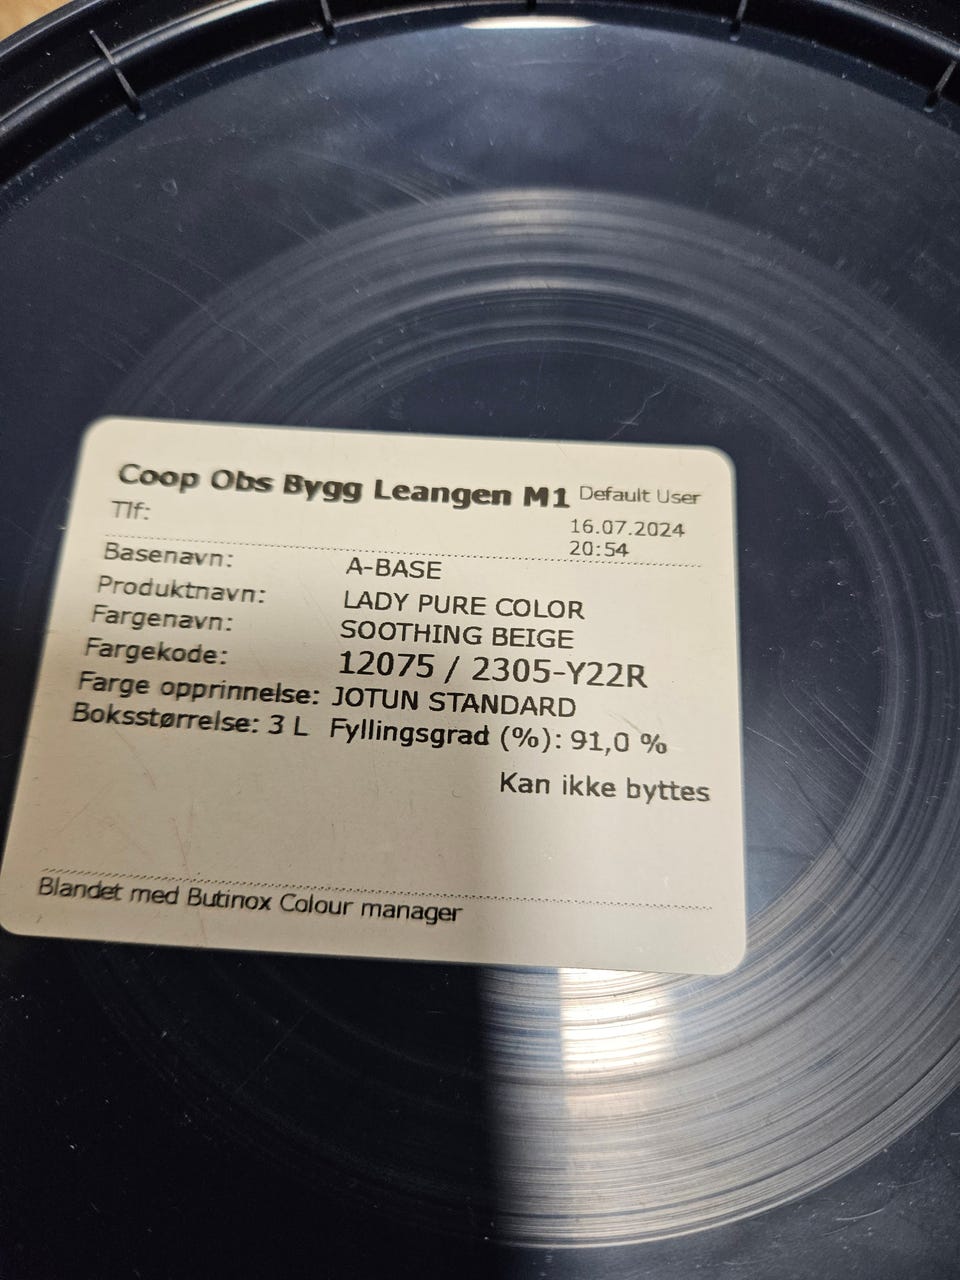 Coop Obs Bygg Leangen M1 Default User
Tlf: 16.07.2024
20:54
Basenavn: A-BASE
Produktnavn: LADY PURE COLOR
Fargenavn: SOOTHING BEIGE
Fargekode: 12075 / 2305-Y22R
Farge opprinnelse: JOTUN STANDARD
Boksstørrelse: 3 L Fyllingsgrad (%): 91,0 %
Kan ikke byttes
Blandet med Butinox Colour manager